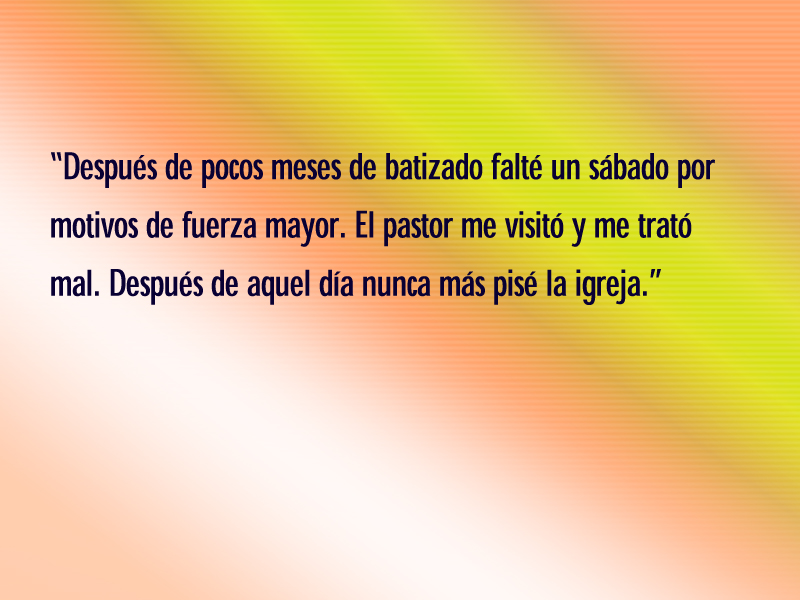 “Después de pocos meses de batizado falté un sábado por
motivos de fuerza mayor. El pastor me visitó y me trató
mal. Después de aquel día nunca más pisé la igreja.”